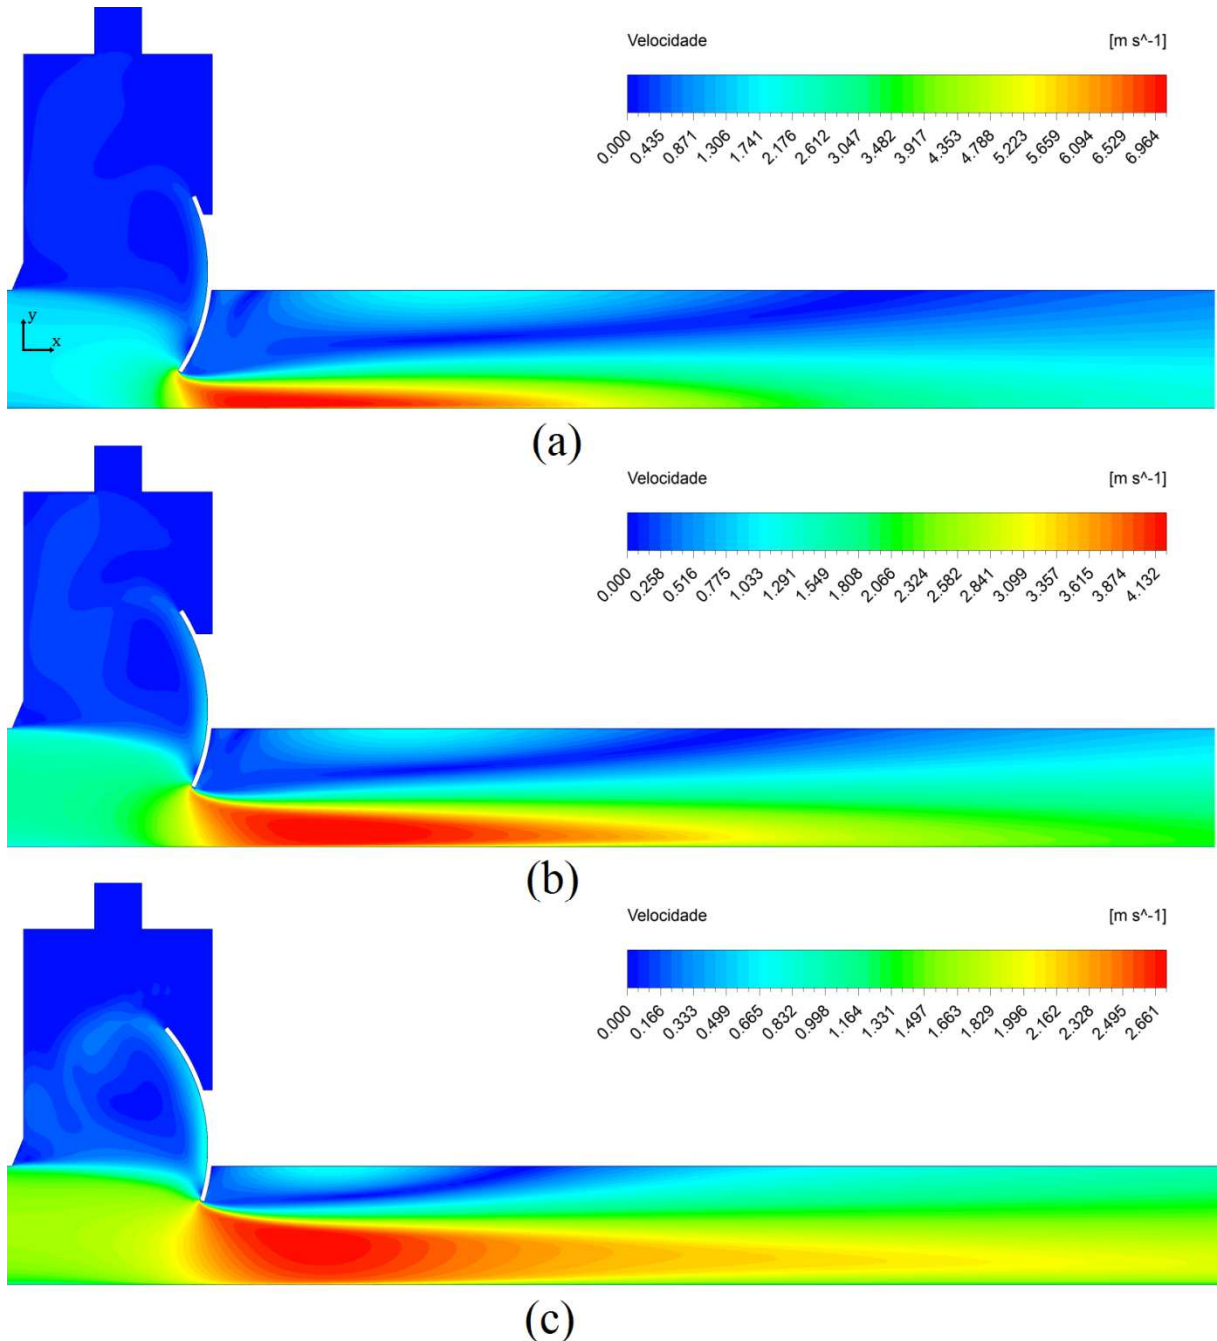 Velocidade [m s^-1]
0.000 0.435 0.871 1.306 1.741 2.176 2.612 3.047 3.482 3.917 4.353 4.788 5.223 5.659 6.094 6.529 6.964
y
x
(a)
Velocidade [m s^-1]
0.000 0.258 0.516 0.775 1.033 1.291 1.549 1.808 2.066 2.324 2.582 2.841 3.099 3.357 3.615 3.874 4.132
(b)
Velocidade [m s^-1]
0.000 0.166 0.333 0.499 0.665 0.832 0.998 1.164 1.331 1.497 1.663 1.829 1.996 2.162 2.328 2.495 2.661
(c)